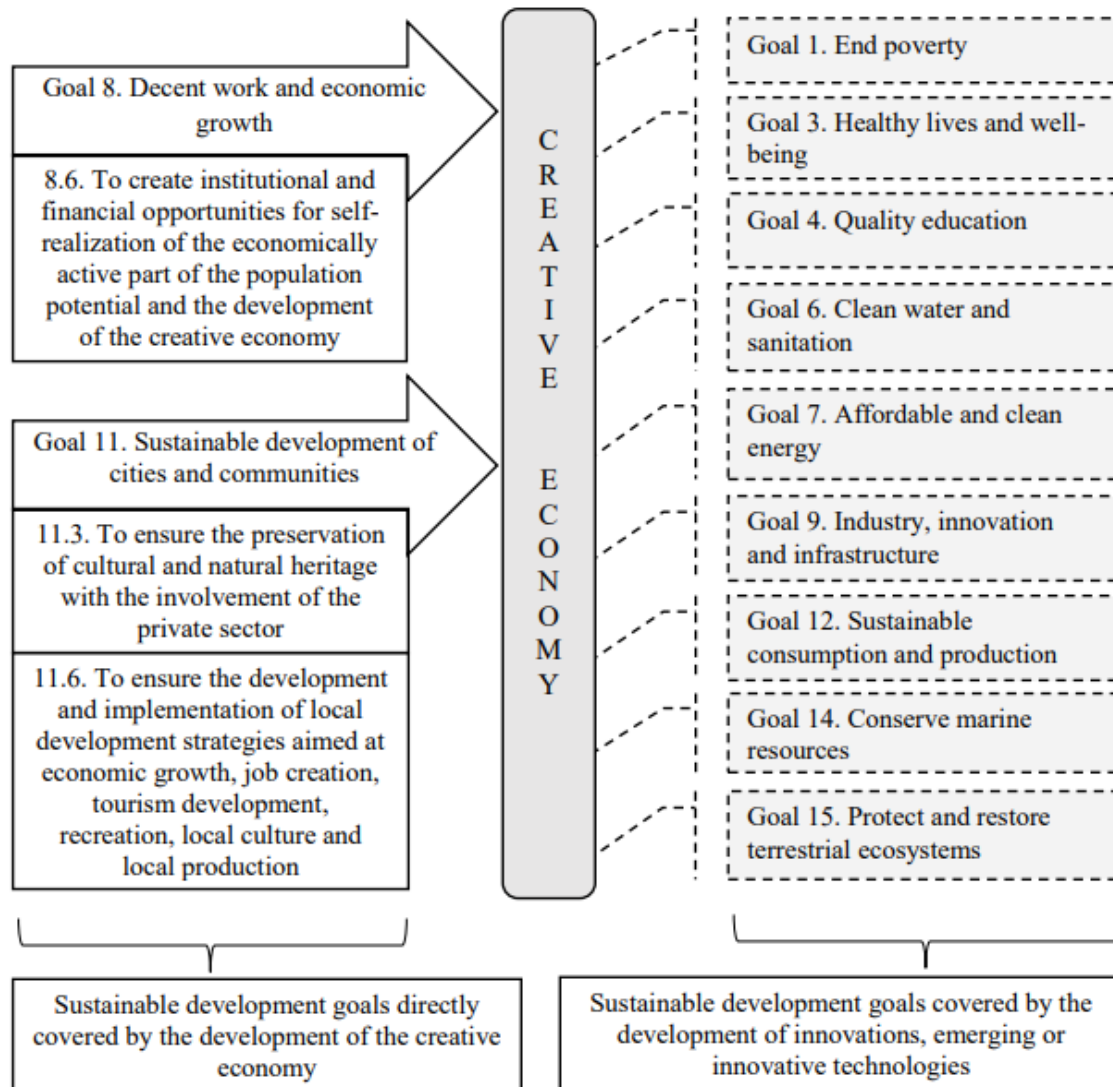 Goal 8. Decent work and economic
growth
8.6. To create institutional and
financial opportunities for self-
realization of the economically
active part of the population
potential and the development
of the creative economy
Goal 11. Sustainable development of
cities and communities
11.3. To ensure the preservation
of cultural and natural heritage
with the involvement of the
private sector
11.6. To ensure the development
and implementation of local
development strategies aimed at
economic growth, job creation,
tourism development,
recreation, local culture and
local production
Sustainable development goals directly
covered by the development of the creative
economy
C
R
E
A
T
I
V
E
E
C
O
N
O
M
Y
Goal 1. End poverty
Goal 3. Healthy lives and well-
being
Goal 4. Quality education
Goal 6. Clean water and
sanitation
Goal 7. Affordable and clean
energy
Goal 9. Industry, innovation
and infrastructure
Goal 12. Sustainable
consumption and production
Goal 14. Conserve marine
resources
Goal 15. Protect and restore
terrestrial ecosystems
Sustainable development goals covered by the
development of innovations, emerging or
innovative technologies